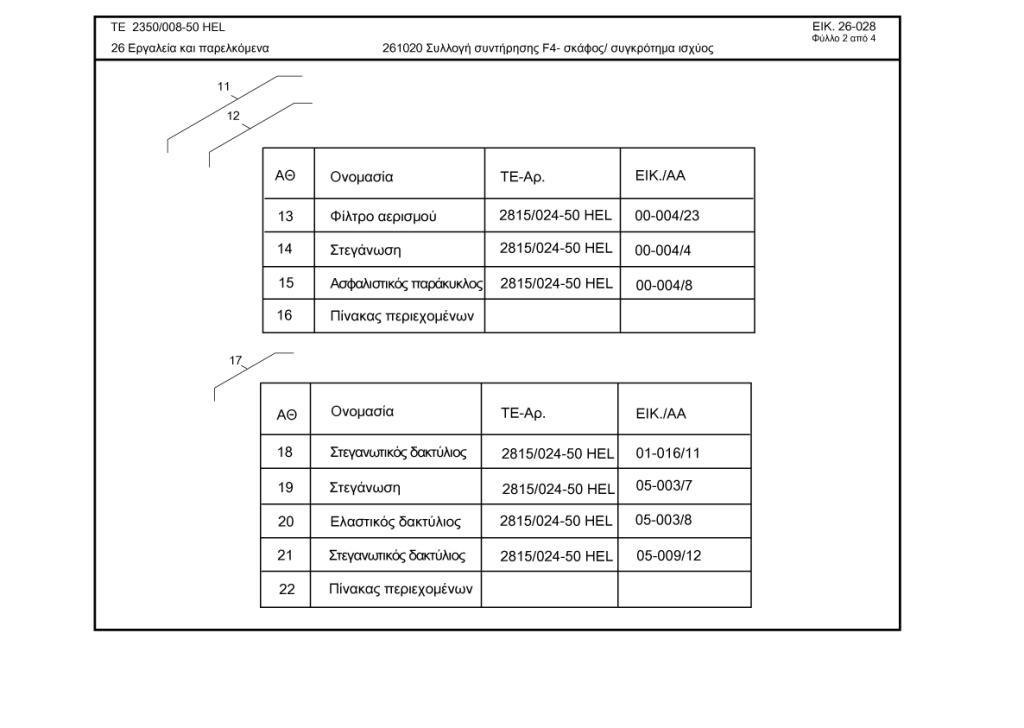 ΤΕ 2350/008-50 HEL
ΕΙΚ. 26-028
Φύλλο 2 από 4
26 Εργαλεία και παρελκόμενα
261020 Συλλογή συντήρησης F4- σκάφος/ συγκρότημα ισχύος
11
12
ΑΘ Ονομασία ΤΕ-Αρ. ΕΙΚ./ΑΑ
13 Φίλτρο αερισμού 2815/024-50 HEL 00-004/23
14 Στεγάνωση 2815/024-50 HEL 00-004/4
15 Ασφαλιστικός παράκυκλος 2815/024-50 HEL 00-004/8
16 Πίνακας περιεχομένων
17
ΑΘ Ονομασία ΤΕ-Αρ. ΕΙΚ./ΑΑ
18 Στεγανωτικός δακτύλιος 2815/024-50 HEL 01-016/11
19 Στεγάνωση 2815/024-50 HEL 05-003/7
20 Ελαστικός δακτύλιος 2815/024-50 HEL 05-003/8
21 Στεγανωτικός δακτύλιος 2815/024-50 HEL 05-009/12
22 Πίνακας περιεχομένων